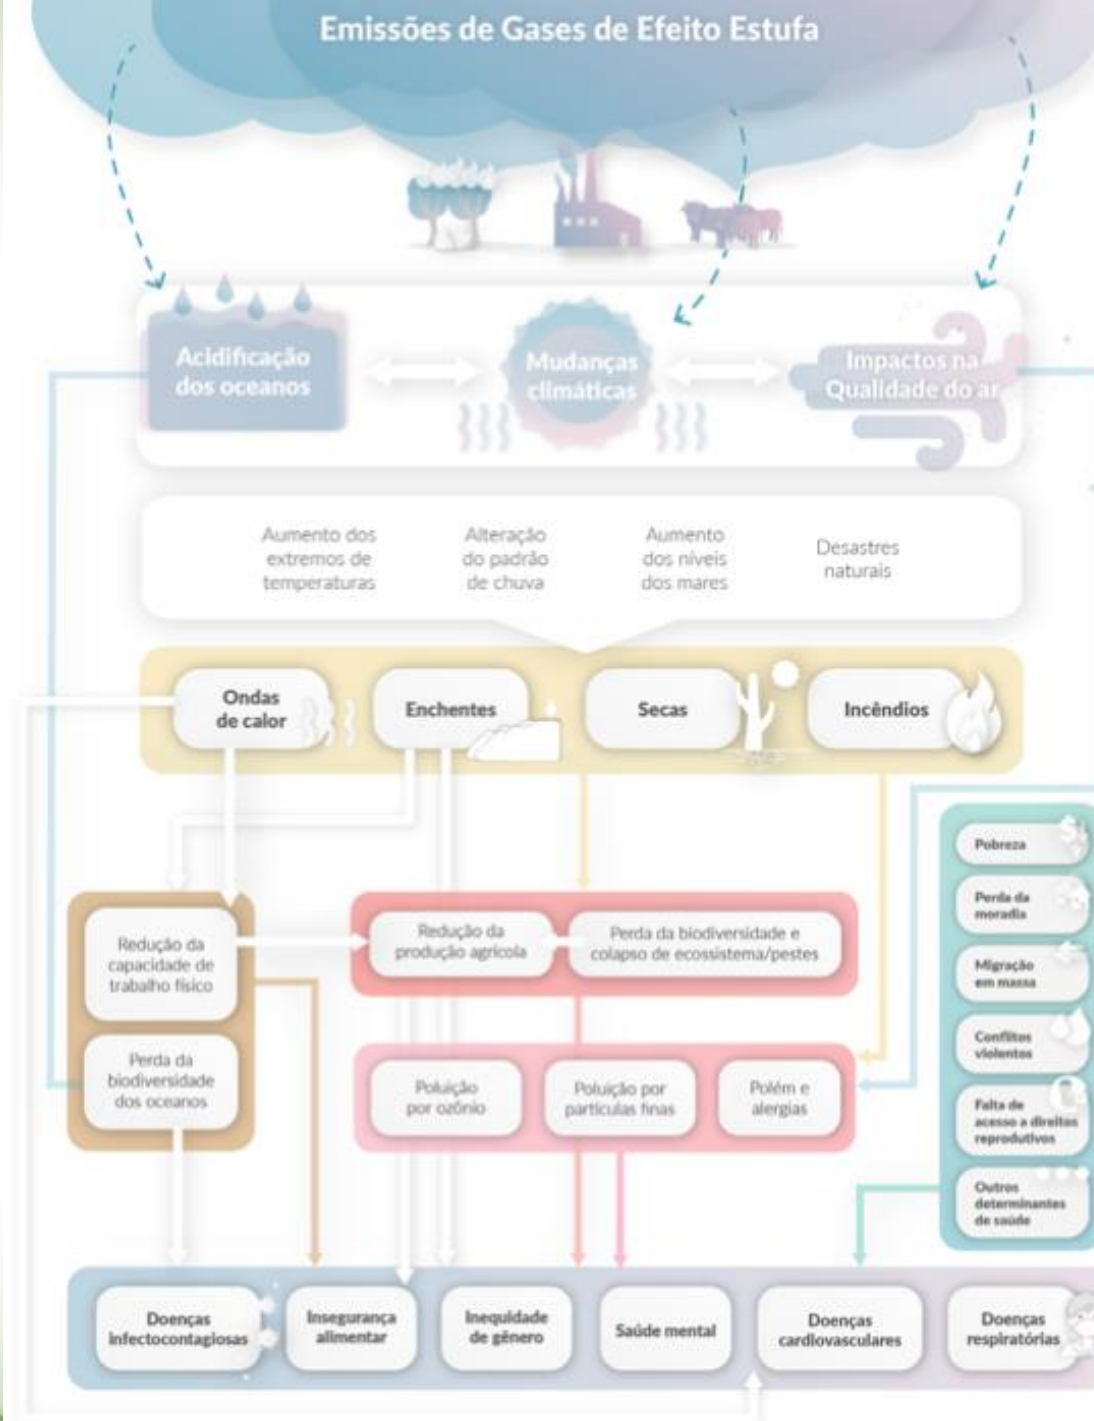 Emissões de Gases de Efeito Estufa
Acidificação
dos oceanos
Mudanças
climáticas
Impactos na
Qualidade do ar
Aumento dos
extremos de
temperaturas
Alteração
do padrão
de chuva
Aumento
dos níveis
dos mares
Desastres
naturais
Ondas
de calor
Enchentes
Secas
Incêndios
Redução da
capacidade de
trabalho físico
Perda da
biodiversidade
dos oceanos
Redução da
produção agrícola
Perda da biodiversidade e
colapso de ecossistema/pestes
Poluição
por ozônio
Poluição por
partículas finas
Polém e
alergias
Pobreza
Perda da
moradia
Migração
em massa
Conflitos
violentos
Falta de
acesso a direitos
reprodutivos
Outros
determinantes
de saúde
Doenças
infectocontagiosas
Insegurança
alimentar
Inequidade
de gênero
Saúde mental
Doenças
cardiovasculares
Doenças
respiratórias